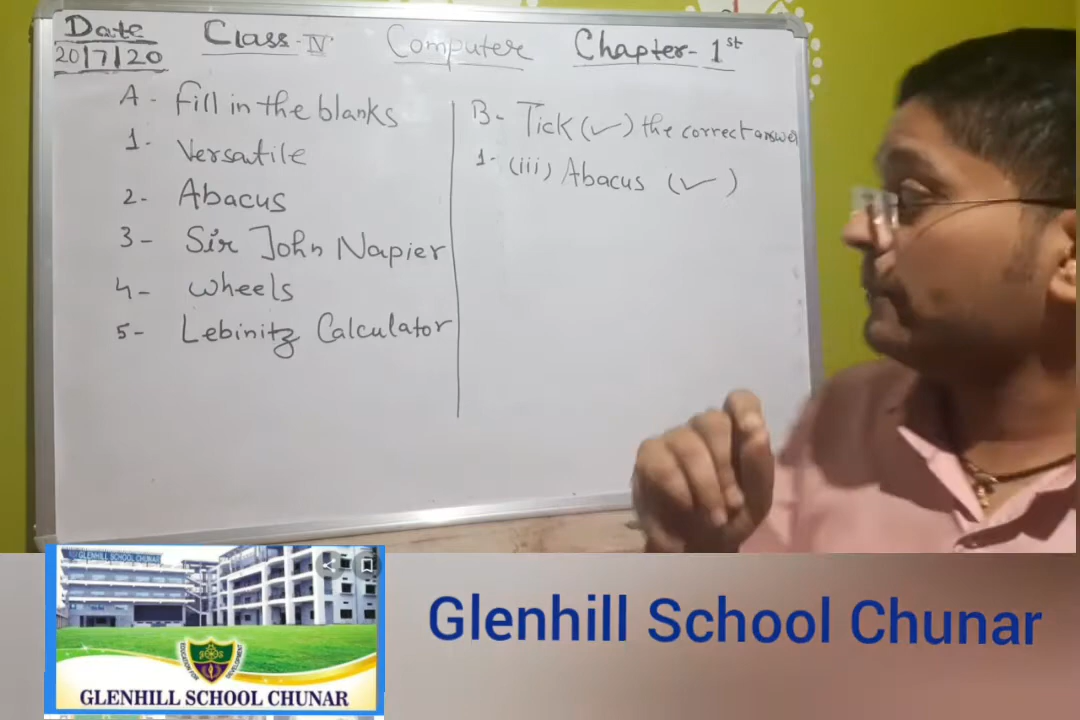 Date
20/7/20
Class-IV Computer Chapter-1st
A- Fill in the blanks
1- Versatile
2- Abacus
3- Sir John Napier
4- Wheels
5- Lebinitz Calculator
B- Tick (✓) the correct answer
1- (iii) Abacus (✓)
GLENHILL SCHOOL CHUNAR
GLENHILL SCHOOL CHUNAR
Glenhill School Chunar